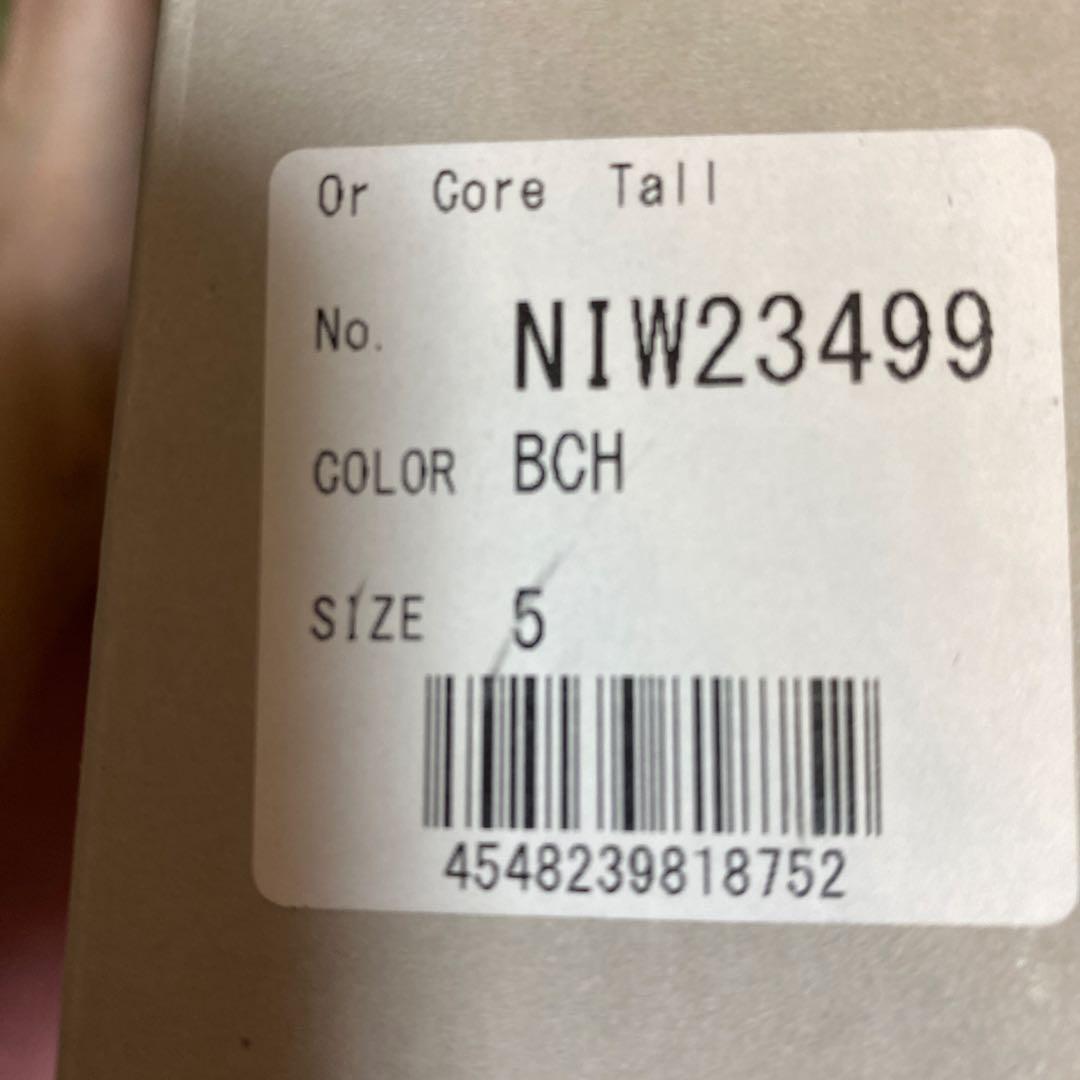 Or Core Tall
No. NIW23499
COLOR BCH
SIZE 5
4548239818752